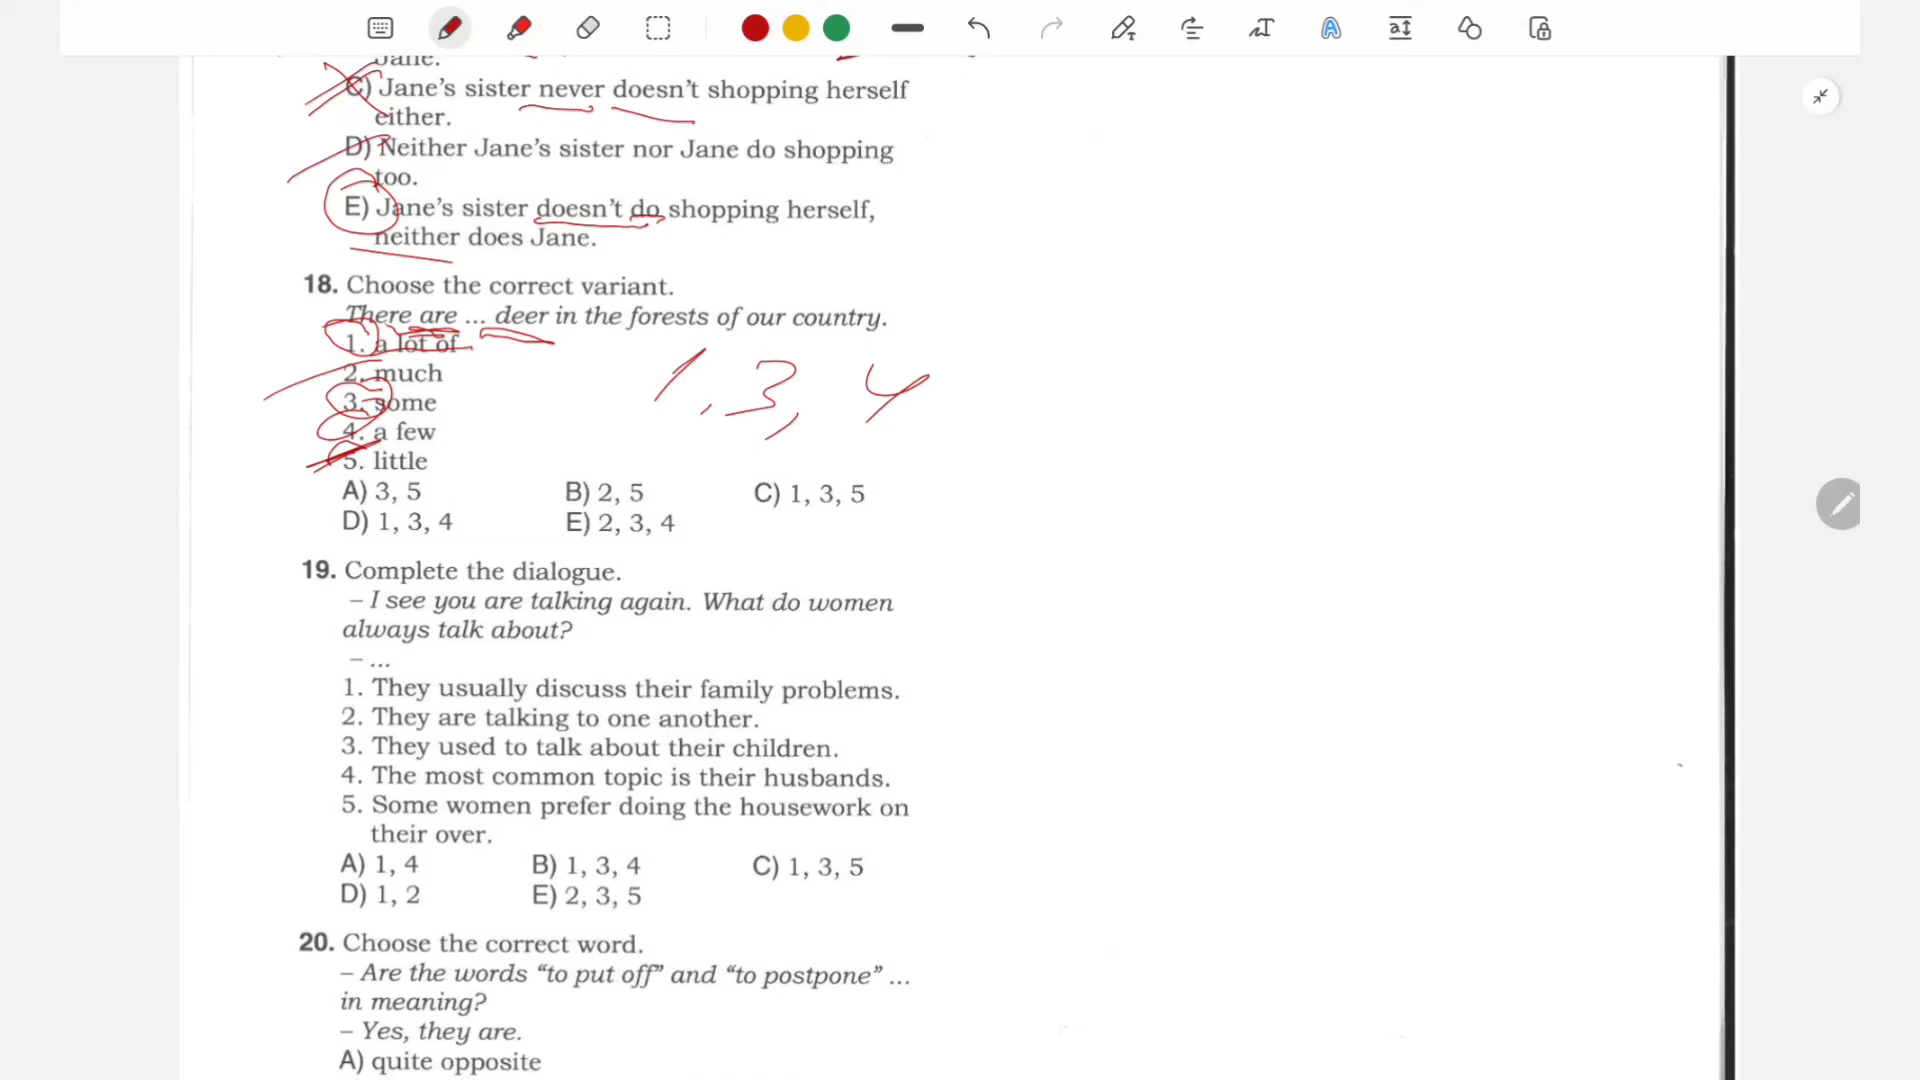 Jane.
C) Jane's sister never doesn't shopping herself
either.
D) Neither Jane's sister nor Jane do shopping
too.
E) Jane's sister doesn't do shopping herself,
neither does Jane.
18. Choose the correct variant.
There are ... deer in the forests of our country.
1. a lot of
2. much
3. some
4. a few
5. little
1, 3, 4
A) 3, 5 B) 2, 5 C) 1, 3, 5
D) 1, 3, 4 E) 2, 3, 4
19. Complete the dialogue.
– I see you are talking again. What do women
always talk about?
– ...
1. They usually discuss their family problems.
2. They are talking to one another.
3. They used to talk about their children.
4. The most common topic is their husbands.
5. Some women prefer doing the housework on
their over.
A) 1, 4 B) 1, 3, 4 C) 1, 3, 5
D) 1, 2 E) 2, 3, 5
20. Choose the correct word.
– Are the words “to put off” and “to postpone” ...
in meaning?
– Yes, they are.
A) quite opposite